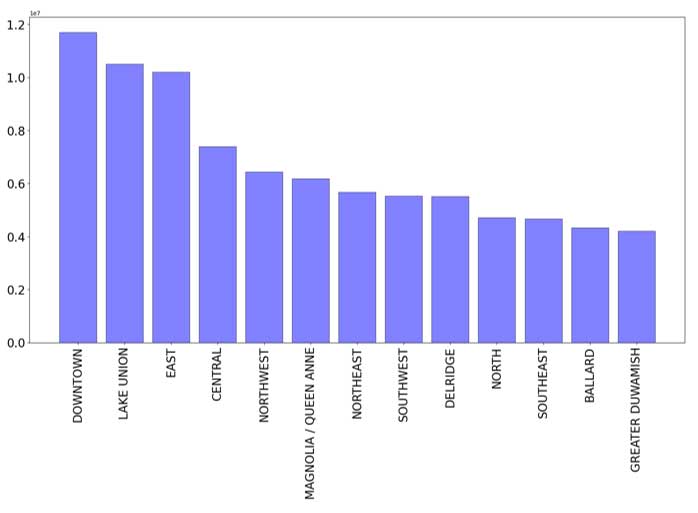 1e7
1.2
1.0
0.8
0.6
0.4
0.2
0.0
DOWNTOWN
LAKE UNION
EAST
CENTRAL
NORTHWEST
MAGNOLIA / QUEEN ANNE
NORTHEAST
SOUTHWEST
DELRIDGE
NORTH
SOUTHEAST
BALLARD
GREATER DUWAMISH